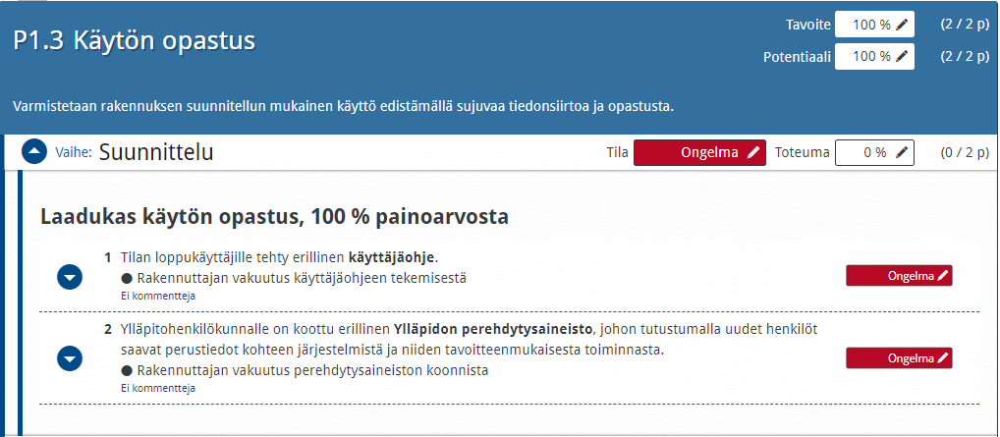 P1.3 Käytön opastus
Tavoite 100 % (2 / 2 p)
Potentiaali 100 % (2 / 2 p)
Varmistetaan rakennuksen suunnitellun mukainen käyttö edistämällä sujuvaa tiedonsiirtoa ja opastusta.
Vaihe: Suunnittelu Tila Ongelma Toteuma 0 % (0 / 2 p)
Laadukas käytön opastus, 100 % painoarvosta
1 Tilan loppukäyttäjille tehty erillinen käyttäjäohje.
● Rakennuttajan vakuutus käyttäjäohjeen tekemisestä
Ongelma
Ei kommentteja
2 Ylläpitohenkilökunnalle on koottu erillinen Ylläpidon perehdytysaineisto, johon tutustumalla uudet henkilöt
saavat perustiedot kohteen järjestelmistä ja niiden tavoitteenmukaisesta toiminnasta.
Ongelma
● Rakennuttajan vakuutus perehdytysaineiston koonnista
Ei kommentteja